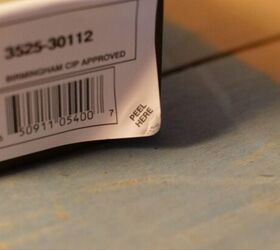 3525-30112
BIRMINGHAM CIP APPROVED
50911 05400 7
PEEL
HERE